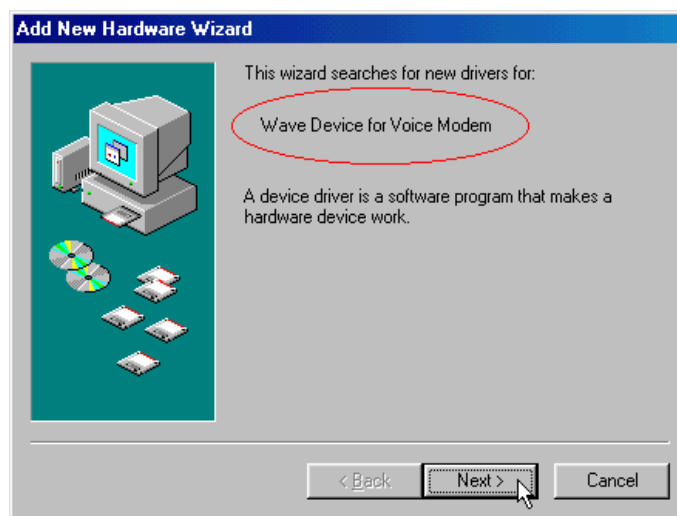 Add New Hardware Wizard
This wizard searches for new drivers for:
Wave Device for Voice Modem
A device driver is a software program that makes a
hardware device work.
< Back
Next >
Cancel